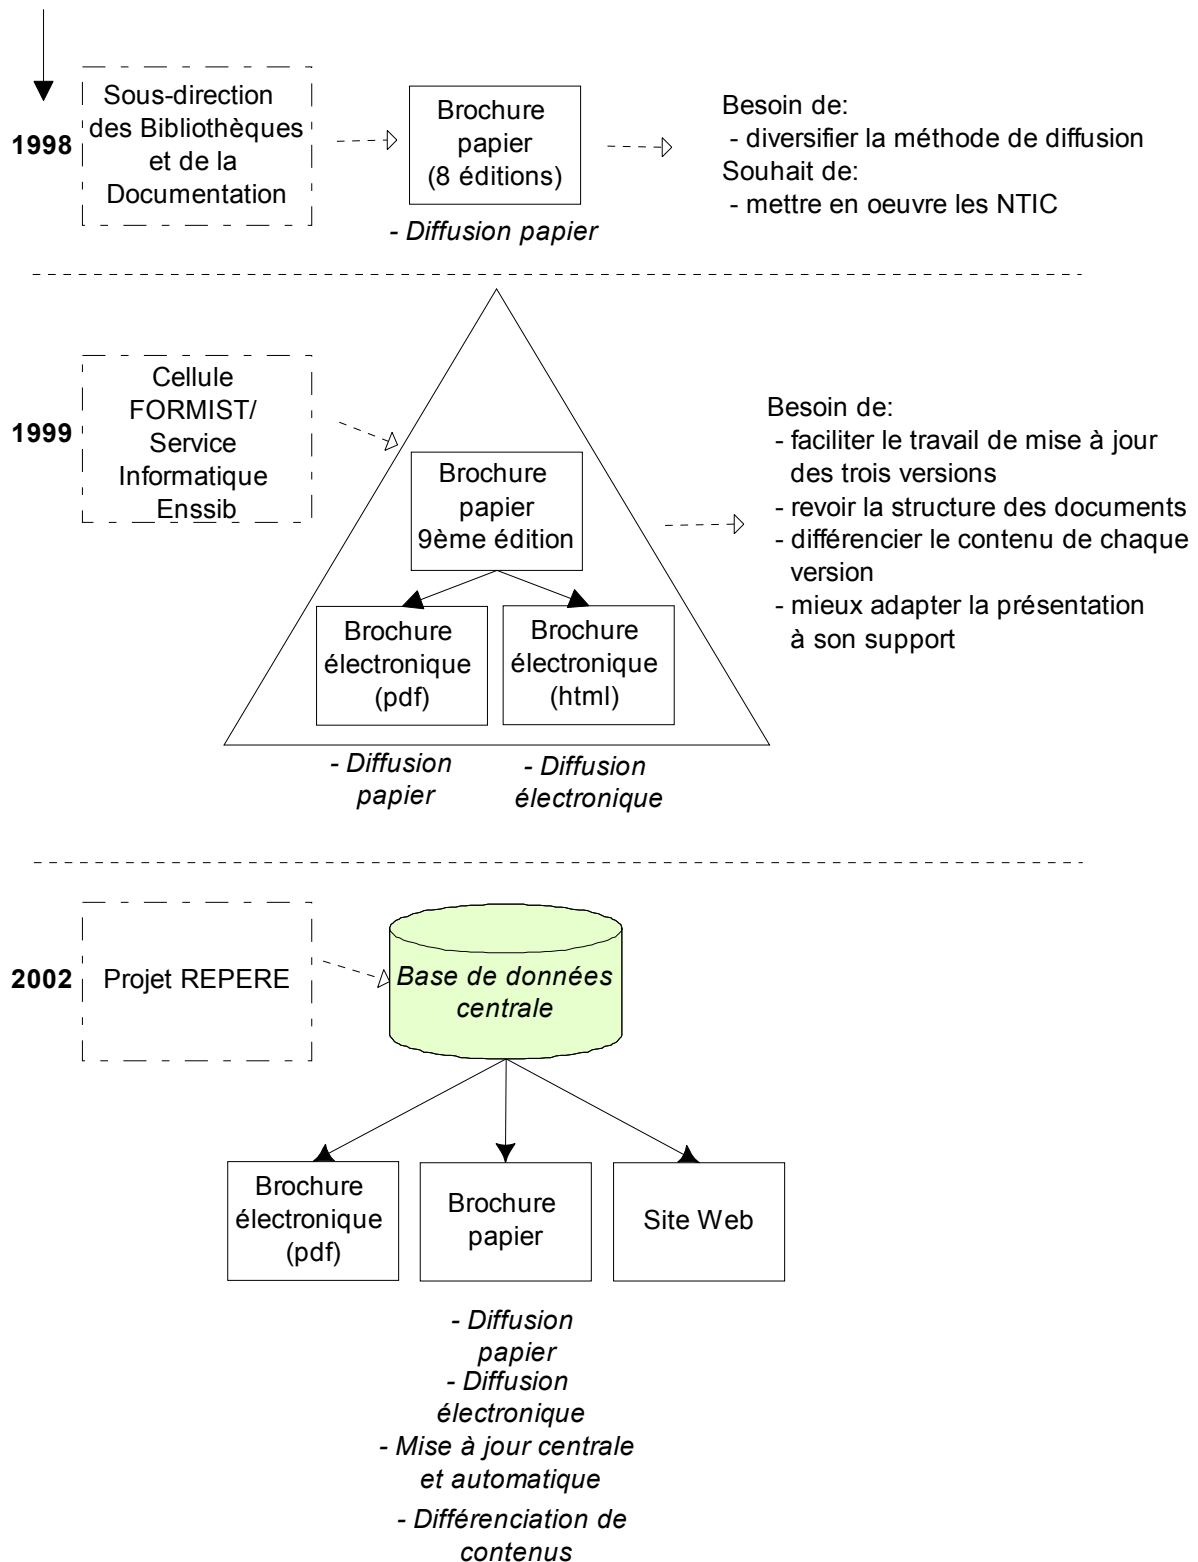 1998
Sous-direction
des Bibliothèques
et de la
Documentation
Brochure
papier
(8 éditions)
- Diffusion papier
Besoin de:
- diversifier la méthode de diffusion
Souhait de:
- mettre en oeuvre les NTIC
1999
Cellule
FORMIST/
Service
Informatique
Enssib
Brochure
papier
9ème édition
Brochure
électronique
(pdf)
Brochure
électronique
(html)
- Diffusion
papier
- Diffusion
électronique
Besoin de:
- faciliter le travail de mise à jour
des trois versions
- revoir la structure des documents
- différencier le contenu de chaque
version
- mieux adapter la présentation
à son support
2002
Projet REPERE
Base de données
centrale
Brochure
électronique
(pdf)
Brochure
papier
Site Web
- Diffusion
papier
- Diffusion
électronique
- Mise à jour centrale
et automatique
- Différenciation de
contenus